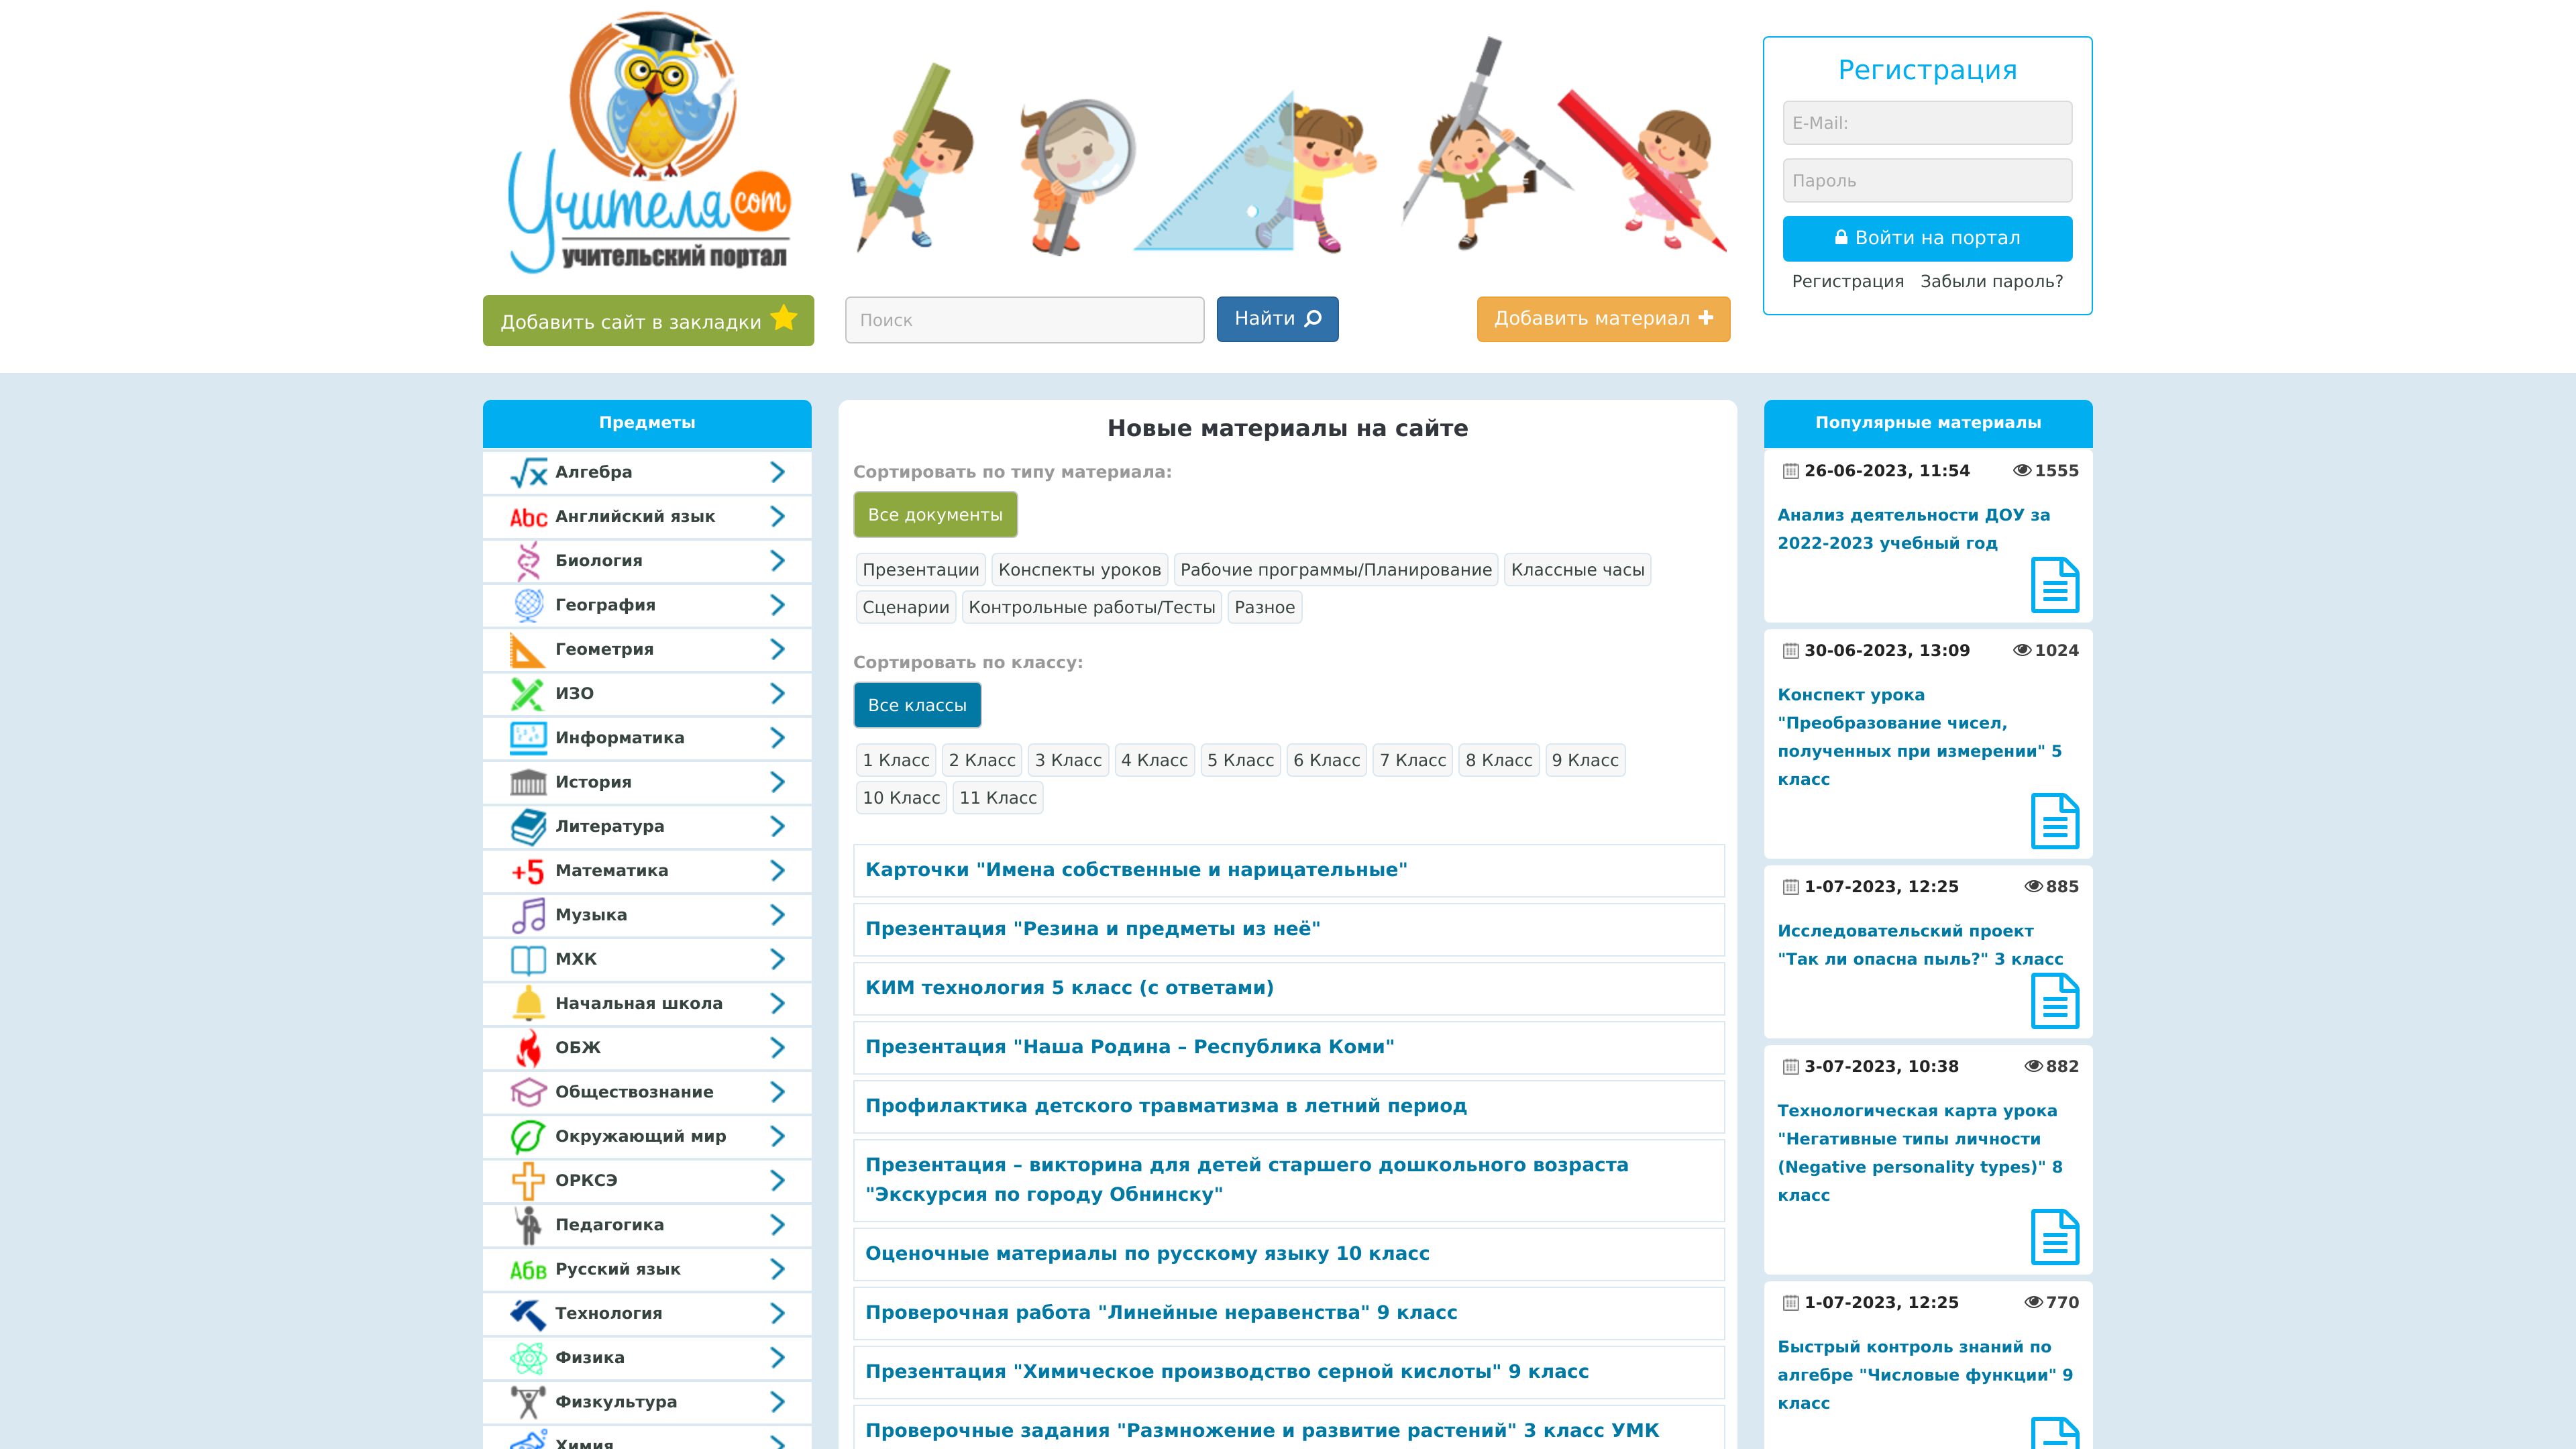 Учителя com
учительский портал
Регистрация
E-Mail:
Пароль
Войти на портал
Регистрация Забыли пароль?
Добавить сайт в закладки
Поиск
Найти
Добавить материал
Предметы
Алгебра
Abc Английский язык
Биология
География
Геометрия
ИЗО
Информатика
История
Литература
+5 Математика
Музыка
МХК
Начальная школа
ОБЖ
Обществознание
Окружающий мир
ОРКСЭ
Педагогика
Абв Русский язык
Технология
Физика
Физкультура
Химия
Новые материалы на сайте
Сортировать по типу материала:
Все документы
Презентации Конспекты уроков Рабочие программы/Планирование Классные часы
Сценарии Контрольные работы/Тесты Разное
Сортировать по классу:
Все классы
1 Класс 2 Класс 3 Класс 4 Класс 5 Класс 6 Класс 7 Класс 8 Класс 9 Класс
10 Класс 11 Класс
Карточки "Имена собственные и нарицательные"
Презентация "Резина и предметы из неё"
КИМ технология 5 класс (с ответами)
Презентация "Наша Родина – Республика Коми"
Профилактика детского травматизма в летний период
Презентация – викторина для детей старшего дошкольного возраста
"Экскурсия по городу Обнинску"
Оценочные материалы по русскому языку 10 класс
Проверочная работа "Линейные неравенства" 9 класс
Презентация "Химическое производство серной кислоты" 9 класс
Проверочные задания "Размножение и развитие растений" 3 класс УМК
Популярные материалы
26-06-2023, 11:54 1555
Анализ деятельности ДОУ за
2022-2023 учебный год
30-06-2023, 13:09 1024
Конспект урока
"Преобразование чисел,
полученных при измерении" 5
класс
1-07-2023, 12:25 885
Исследовательский проект
"Так ли опасна пыль?" 3 класс
3-07-2023, 10:38 882
Технологическая карта урока
"Негативные типы личности
(Negative personality types)" 8
класс
1-07-2023, 12:25 770
Быстрый контроль знаний по
алгебре "Числовые функции" 9
класс